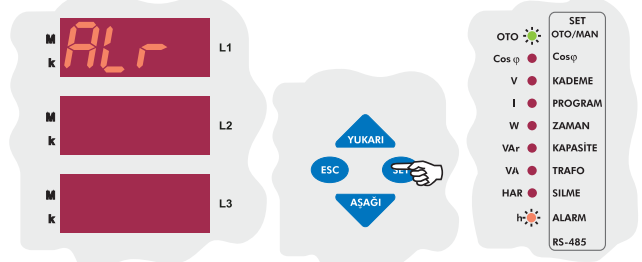 M
k
ALr
L1
M
k
L2
M
k
L3
YUKARI
ESC
SET
AŞAĞI
SET
OTO OTO/MAN
Cos φ Cosφ
V KADEME
I PROGRAM
W ZAMAN
VAr KAPASİTE
VA TRAFO
HAR SILME
h ALARM
RS-485